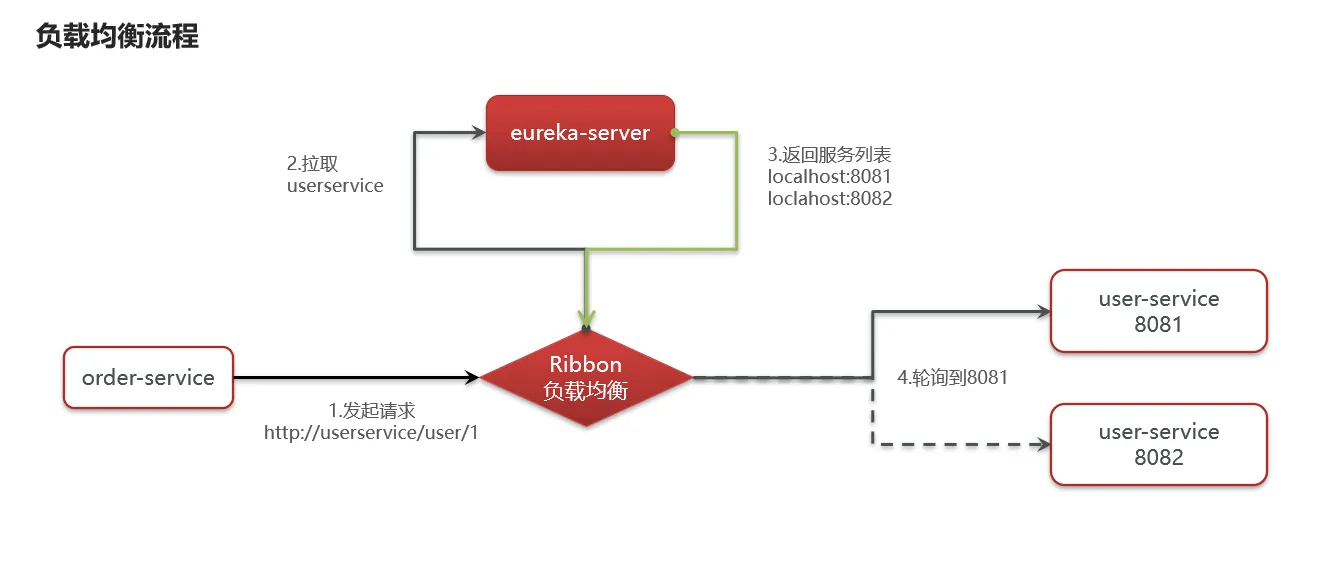 负载均衡流程
eureka-server
2.拉取
userservice
3.返回服务列表
localhost:8081
loclahost:8082
order-service
1.发起请求
http://userservice/user/1
Ribbon
负载均衡
4.轮询到8081
user-service
8081
user-service
8082